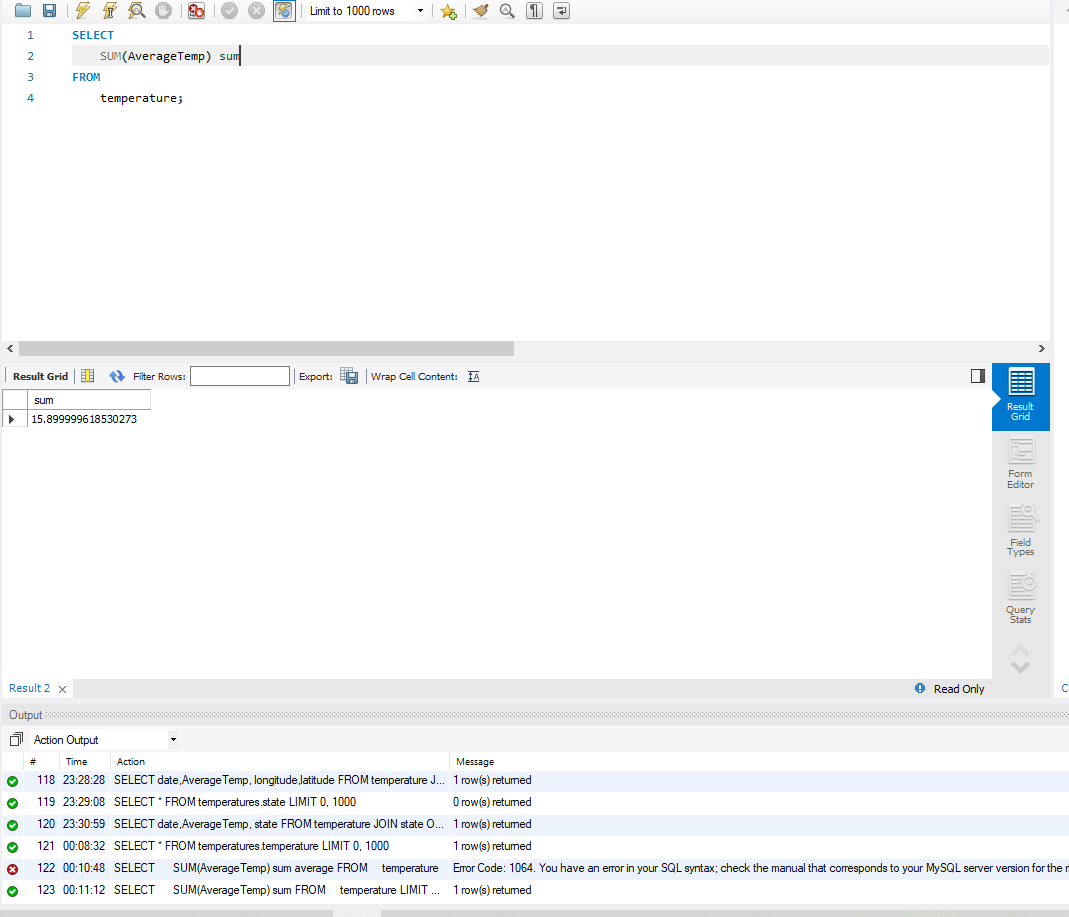 Limit to 1000 rows
1 SELECT
2 SUM(AverageTemp) sum
3 FROM
4 temperature;
Result Grid Filter Rows: Export: Wrap Cell Content:
sum
15.899999618530273
Result
Grid
Form
Editor
Field
Types
Query
Stats
Result 2 Read Only
Output
Action Output
# Time Action Message
118 23:28:28 SELECT date,AverageTemp, longitude,latitude FROM temperature J... 1 row(s) returned
119 23:29:08 SELECT * FROM temperatures.state LIMIT 0, 1000 0 row(s) returned
120 23:30:59 SELECT date,AverageTemp, state FROM temperature JOIN state O... 1 row(s) returned
121 00:08:32 SELECT * FROM temperatures.temperature LIMIT 0, 1000 1 row(s) returned
122 00:10:48 SELECT SUM(AverageTemp) sum average FROM temperature Error Code: 1064. You have an error in your SQL syntax; check the manual that corresponds to your MySQL server version for the
123 00:11:12 SELECT SUM(AverageTemp) sum FROM temperature LIMIT ... 1 row(s) returned